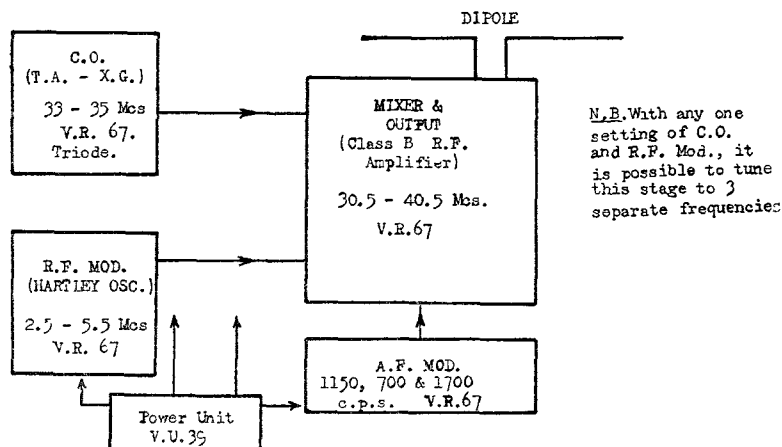 DIPOLE
C.O.
(T.A. - X.G.)
33 - 35 Mcs
V.R. 67.
Triode.
MIXER &
OUTPUT
(Class B R.F.
Amplifier)
30.5 - 40.5 Mcs.
V.R.67
N.B. With any one
setting of C.O.
and R.F. Mod., it
is possible to tune
this stage to 3
separate frequencies
R.F. MOD.
(HARTLEY OSC.)
2.5 - 5.5 Mcs
V.R. 67
A.F. MOD.
1150, 700 & 1700
c.p.s. V.R.67
Power Unit
V.U.39